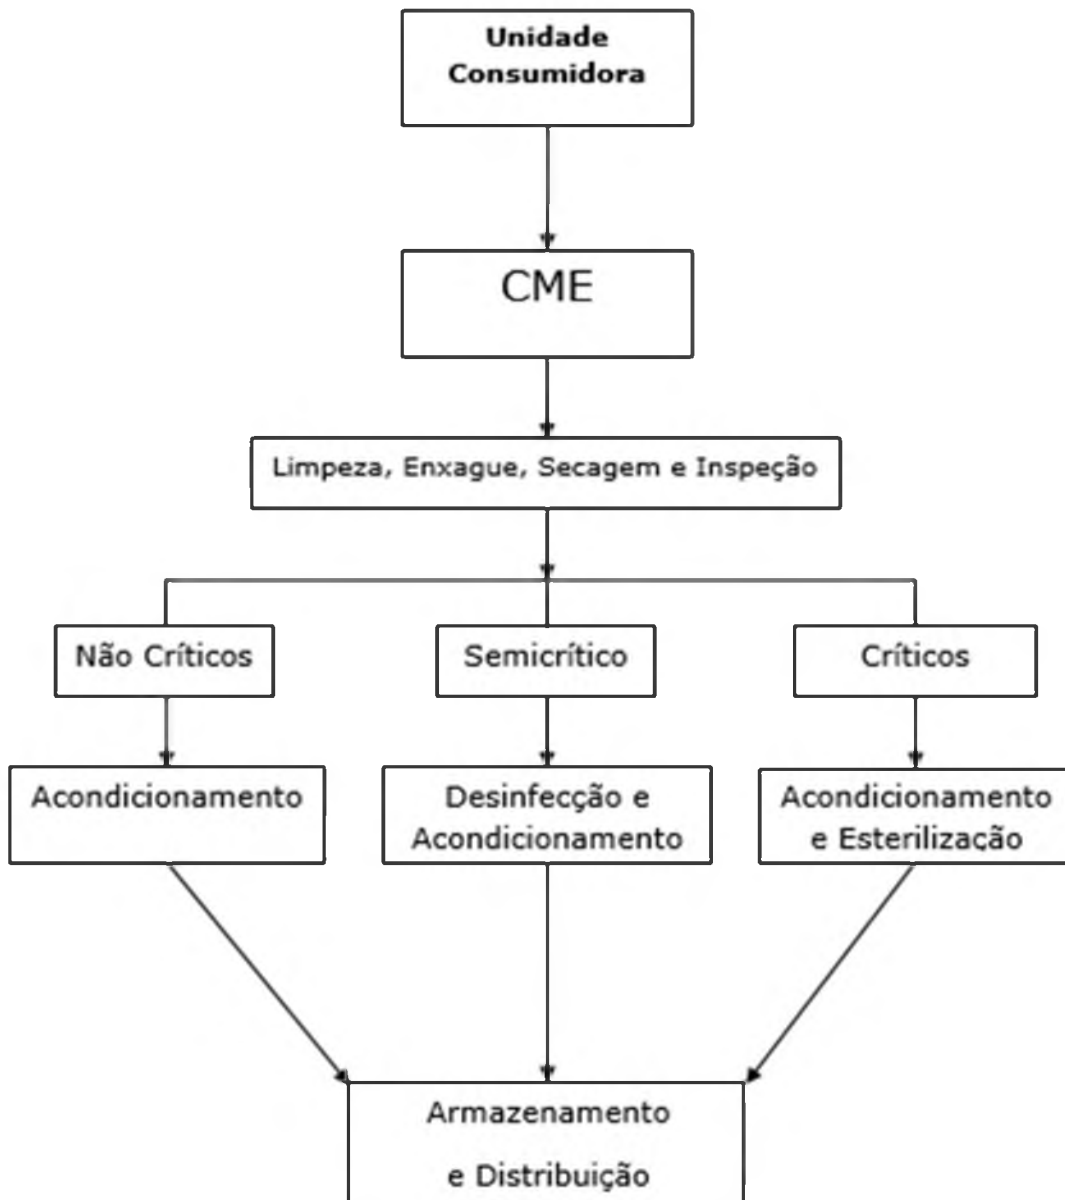 Unidade
Consumidora
CME
Limpeza, Enxague, Secagem e Inspeção
Não Críticos
Semicrítico
Críticos
Acondicionamento
Desinfecção e
Acondicionamento
Acondicionamento
e Esterilização
Armazenamento
e Distribuição